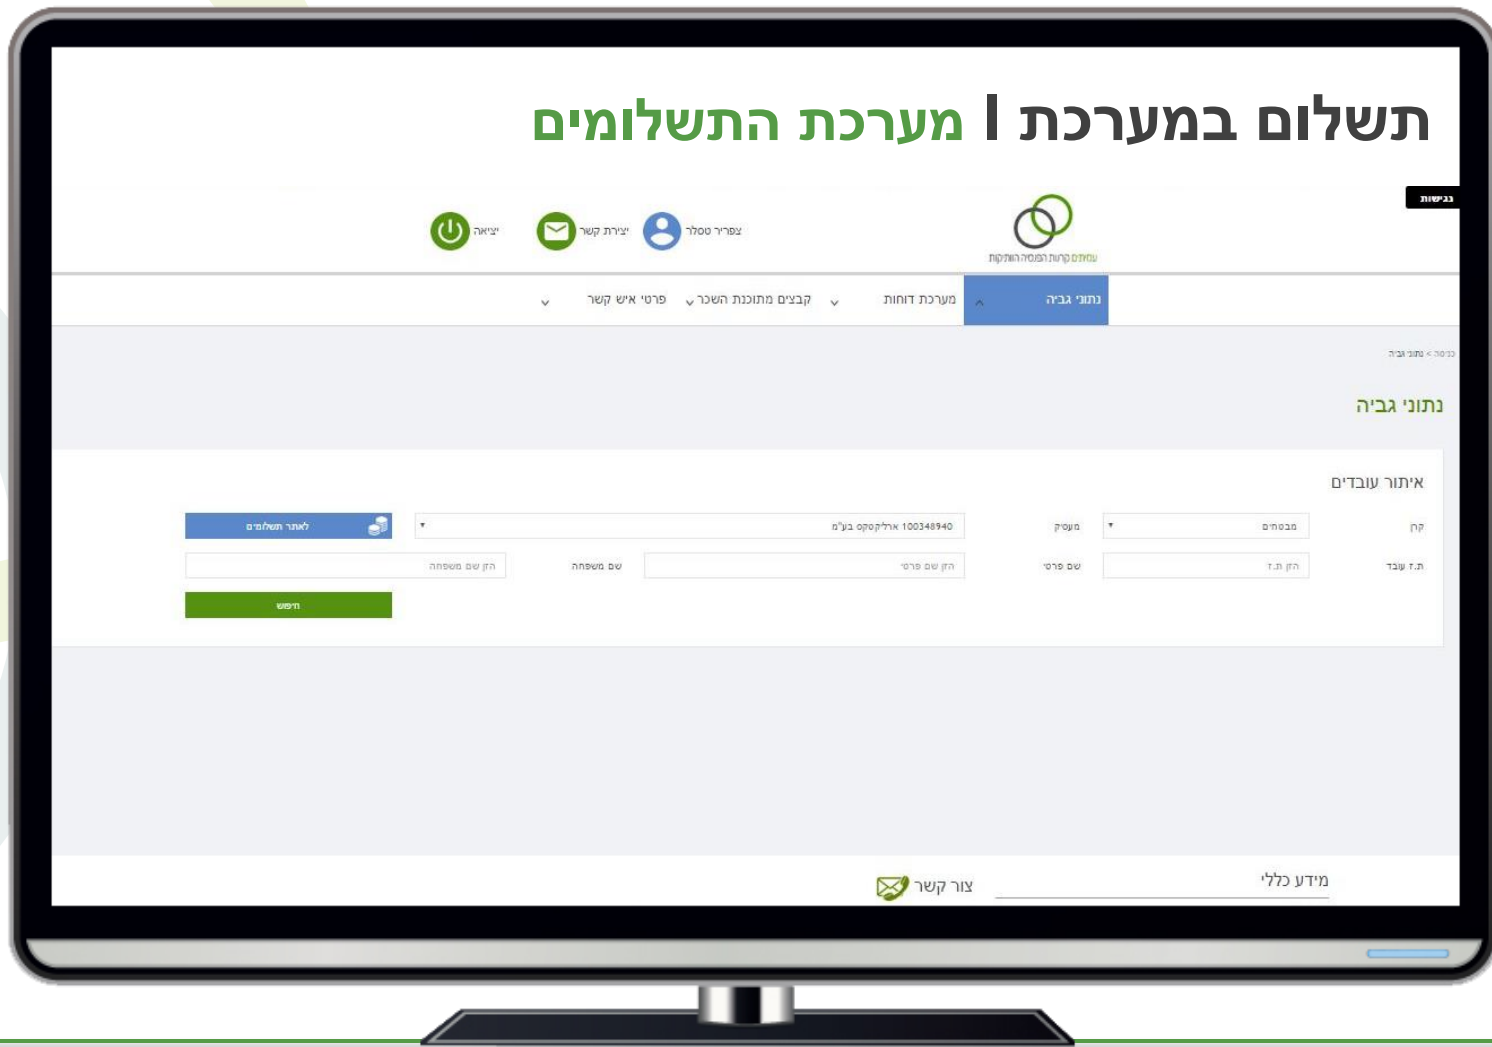 תשלום במערכת | מערכת התשלומים
נגישות
עמיתים קרנות הפנסיה הוותיקות
צפריר טסלר
יצירת קשר
יציאה
נתוני גביה
מערכת דוחות
קבצים מתוכנת השכר
פרטי איש קשר
כניסה > נתוני גביה
נתוני גביה
איתור עובדים
קרן מבטחים מעסיק 100348940 ארליקטקט בע"מ לאתר תשלומים
ת.ז עובד הזן ת.ז שם פרטי הזן שם פרטי שם משפחה הזן שם משפחה
חיפוש
מידע כללי
צור קשר